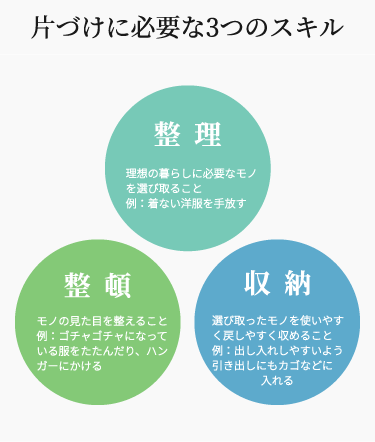 片づけに必要な3つのスキル
整理
理想の暮らしに必要なモノ
を選び取ること
例：着ない洋服を手放す
整頓
モノの見た目を整えること
例：ゴチャゴチャになって
いる服をたたんだり、ハン
ガーにかける
収納
選び取ったモノを使いやす
く戻しやすく収めること
例：出し入れしやすいよう
引き出しにもカゴなどに
入れる